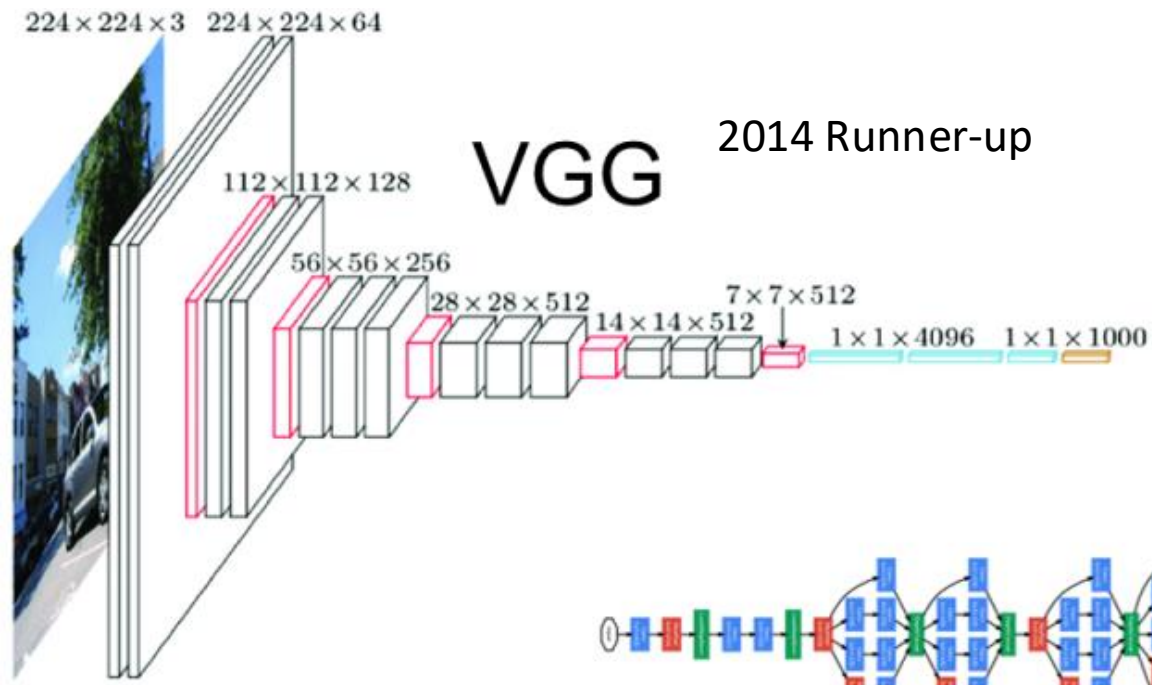 224 × 224 × 3 224 × 224 × 64
2014 Runner-up
VGG
112 × 112 × 128
56 × 56 × 256
28 × 28 × 512
7 × 7 × 512
14 × 14 × 512
1 × 1 × 4096 1 × 1 × 1000